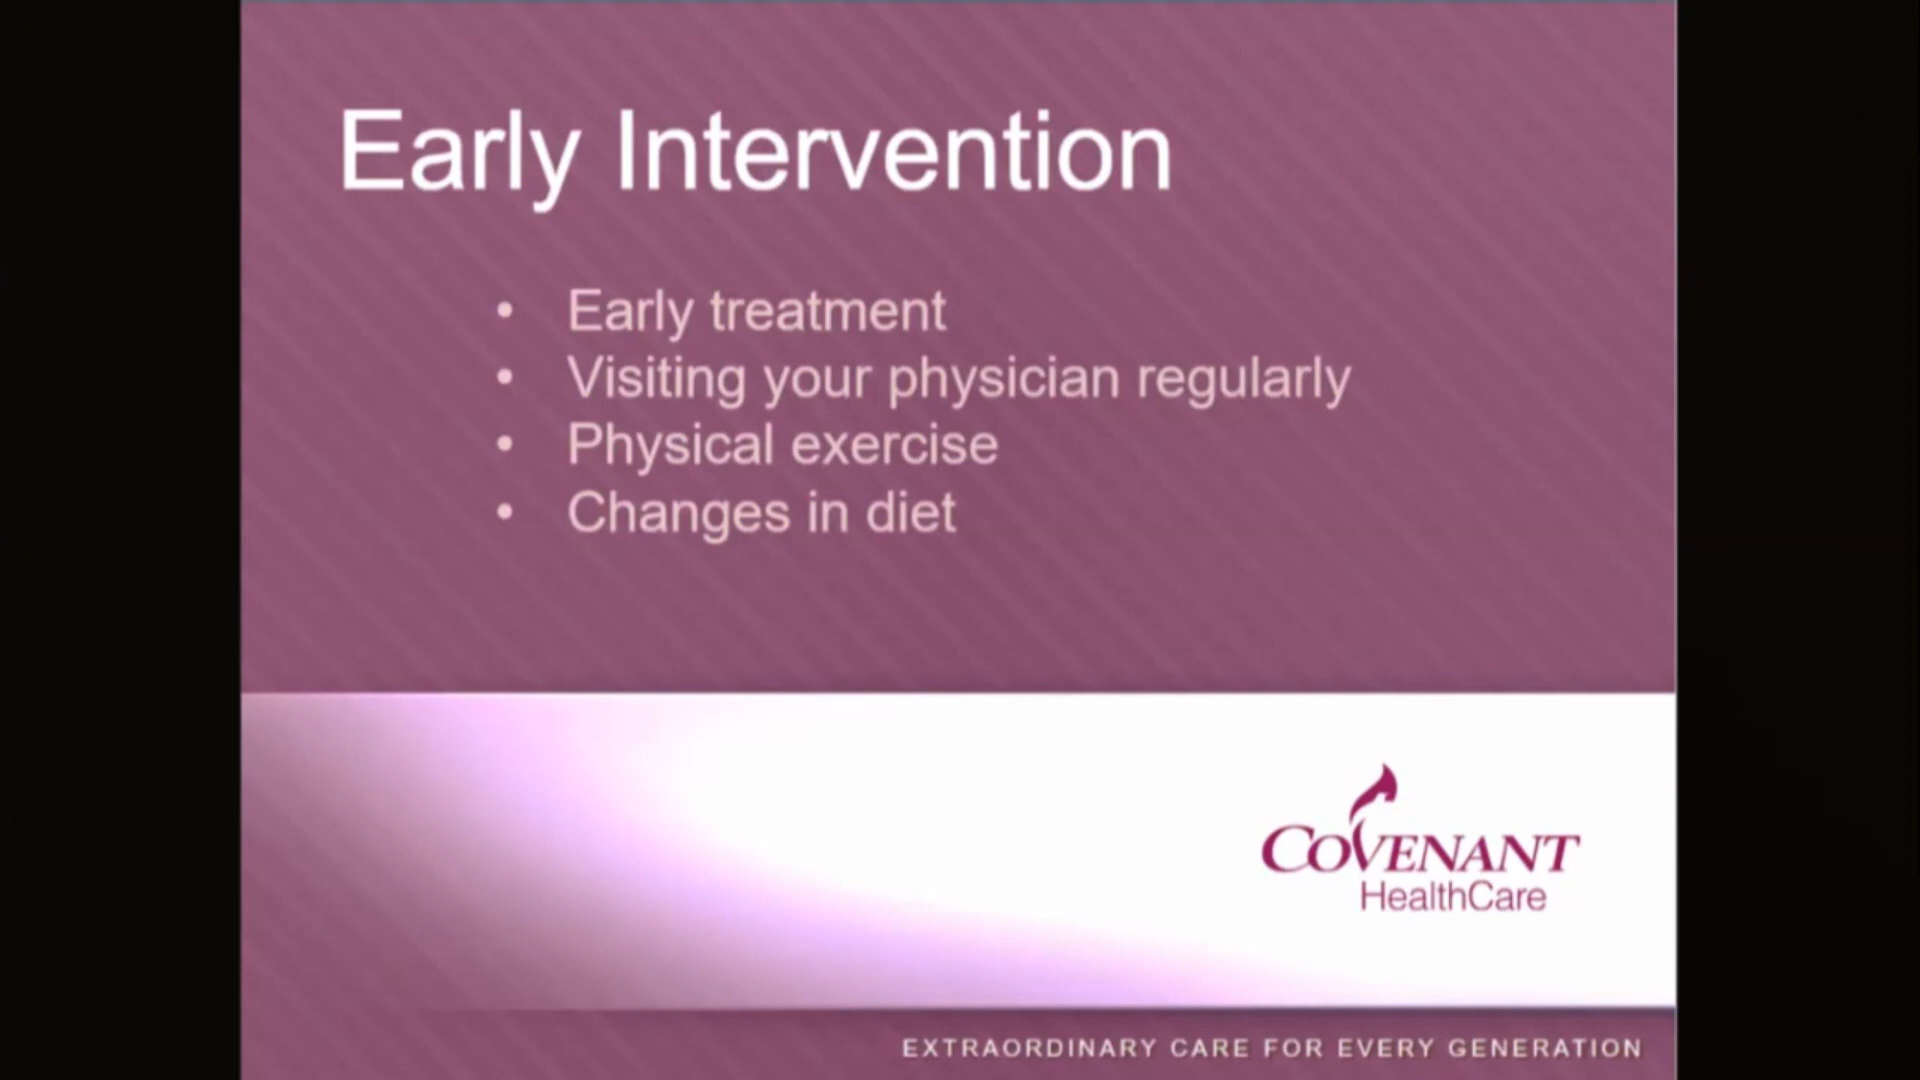 Early Intervention
• Early treatment
• Visiting your physician regularly
• Physical exercise
• Changes in diet
COVENANT
HealthCare
EXTRAORDINARY CARE FOR EVERY GENERATION